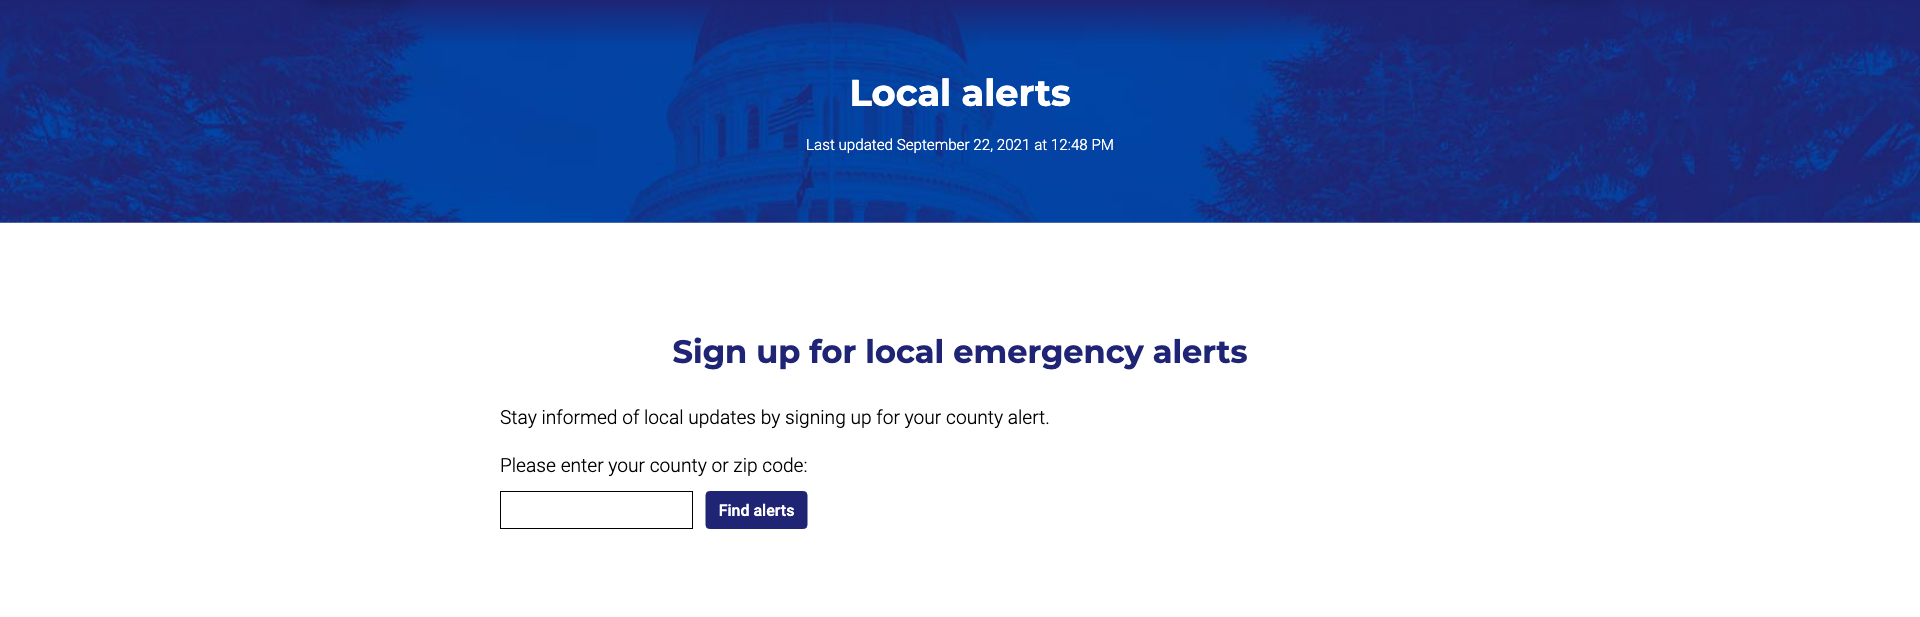 Local alerts
Last updated September 22, 2021 at 12:48 PM
Sign up for local emergency alerts
Stay informed of local updates by signing up for your county alert.
Please enter your county or zip code:
Find alerts